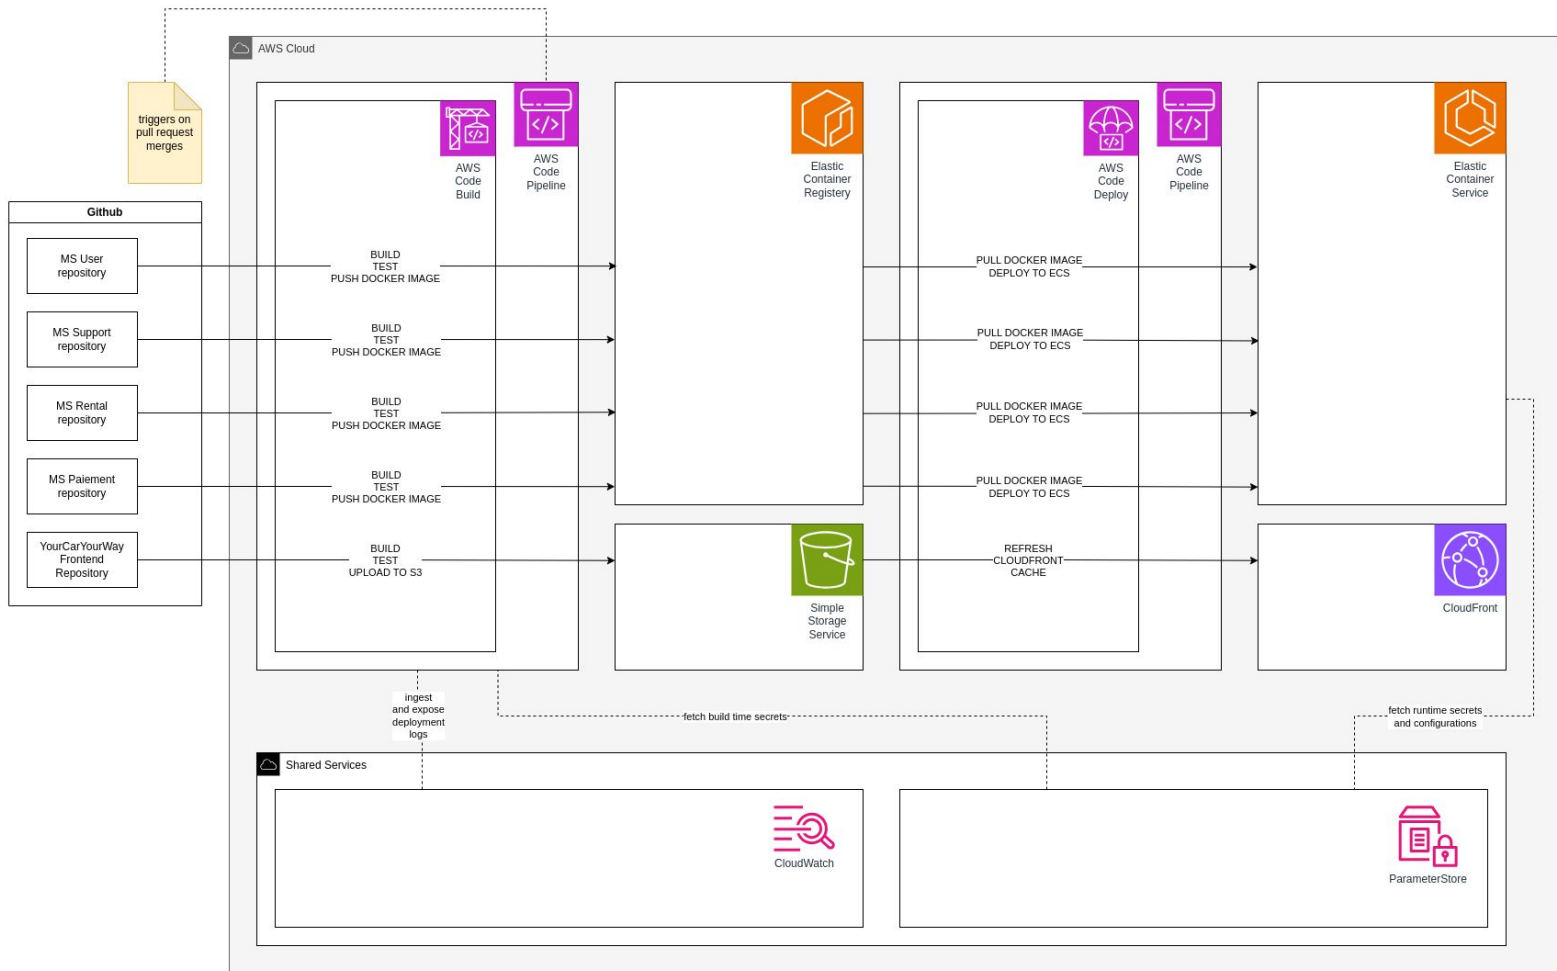 AWS Cloud
triggers on
pull request
merges
Github
MS User
repository
MS Support
repository
MS Rental
repository
MS Paiement
repository
YourCarYourWay
Frontend
Repository
AWS
Code
Build
AWS
Code
Pipeline
BUILD
TEST
PUSH DOCKER IMAGE
BUILD
TEST
PUSH DOCKER IMAGE
BUILD
TEST
PUSH DOCKER IMAGE
BUILD
TEST
PUSH DOCKER IMAGE
BUILD
TEST
UPLOAD TO S3
Elastic
Container
Registery
Simple
Storage
Service
AWS
Code
Deploy
AWS
Code
Pipeline
PULL DOCKER IMAGE
DEPLOY TO ECS
PULL DOCKER IMAGE
DEPLOY TO ECS
PULL DOCKER IMAGE
DEPLOY TO ECS
PULL DOCKER IMAGE
DEPLOY TO ECS
REFRESH
CLOUDFRONT
CACHE
Elastic
Container
Service
CloudFront
ingest
and expose
deployment
logs
fetch build time secrets
fetch runtime secrets
and configurations
Shared Services
CloudWatch
ParameterStore